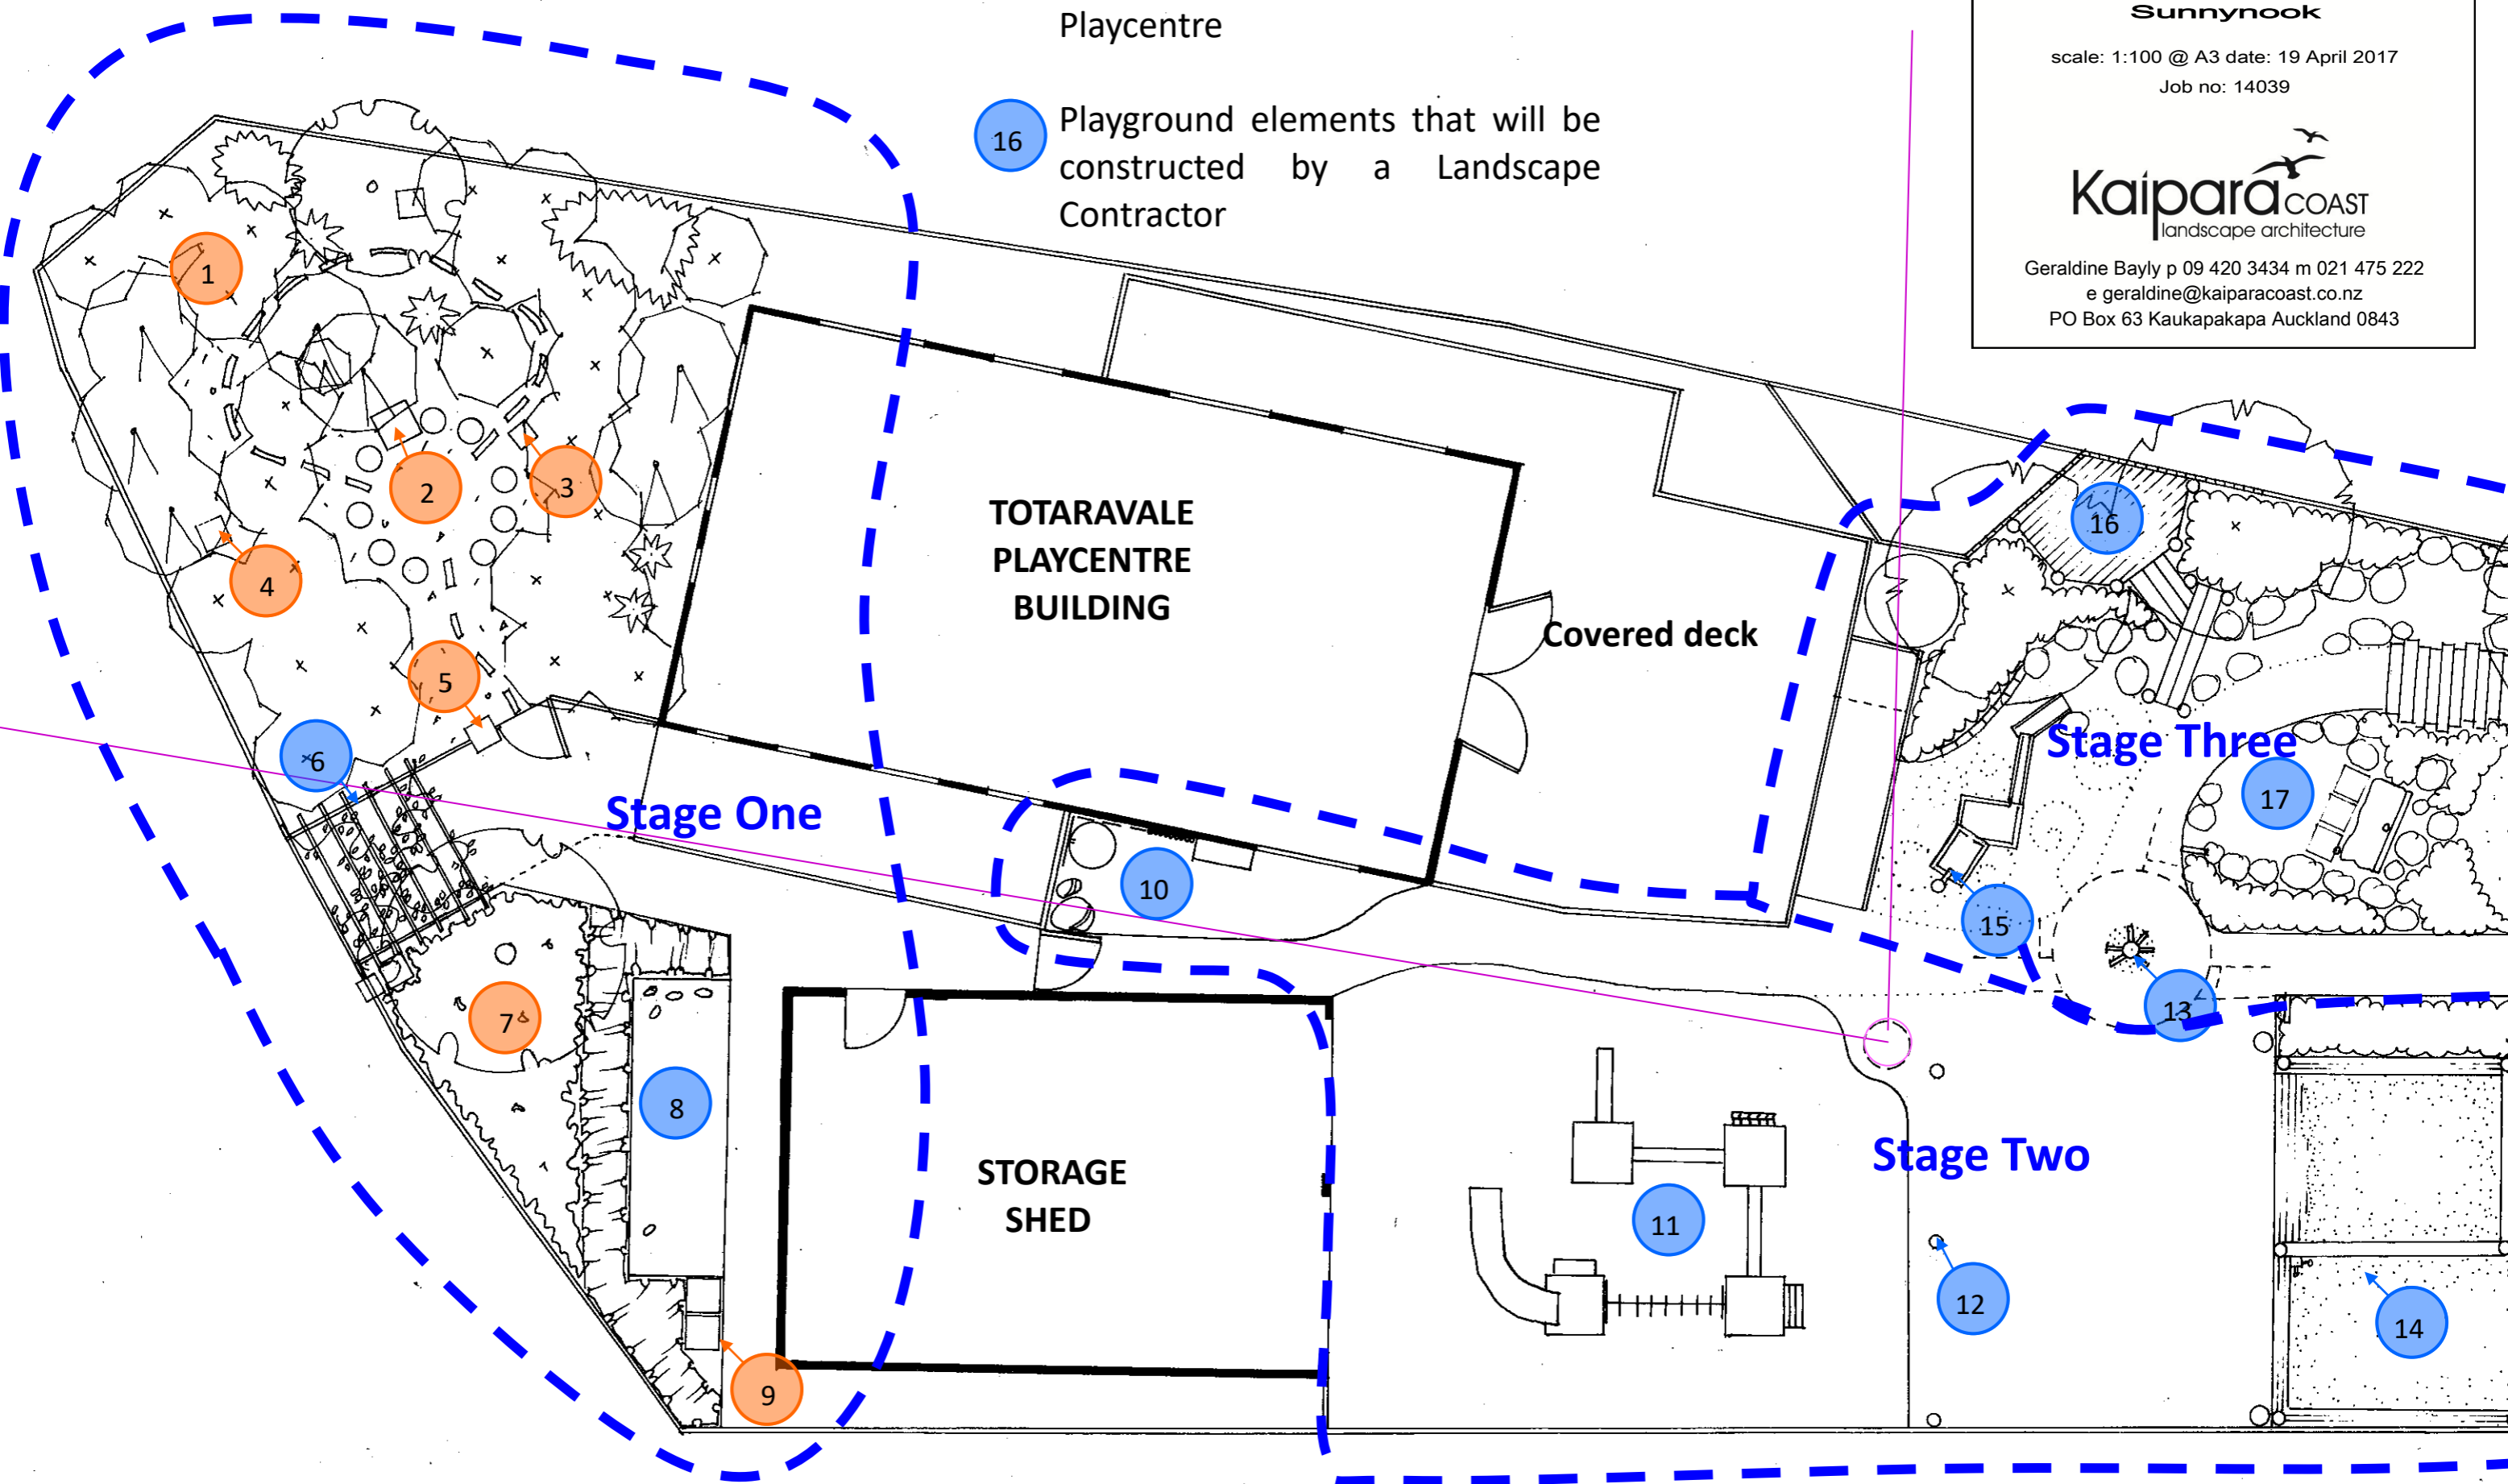 Playcentre
16
Playground elements that will be
constructed by a Landscape
Contractor
Sunnynook
scale: 1:100 @ A3 date: 19 April 2017
Job no: 14039
Kaipara COAST
landscape architecture
Geraldine Bayly p 09 420 3434 m 021 475 222
e geraldine@kaiparacoast.co.nz
PO Box 63 Kaukapakapa Auckland 0843
1
2
3
4
5
6
7
8
9
TOTARAVALE
PLAYCENTRE
BUILDING
Covered deck
Stage One
10
STORAGE
SHED
11
Stage Two
12
13
14
15
16
Stage Three
17